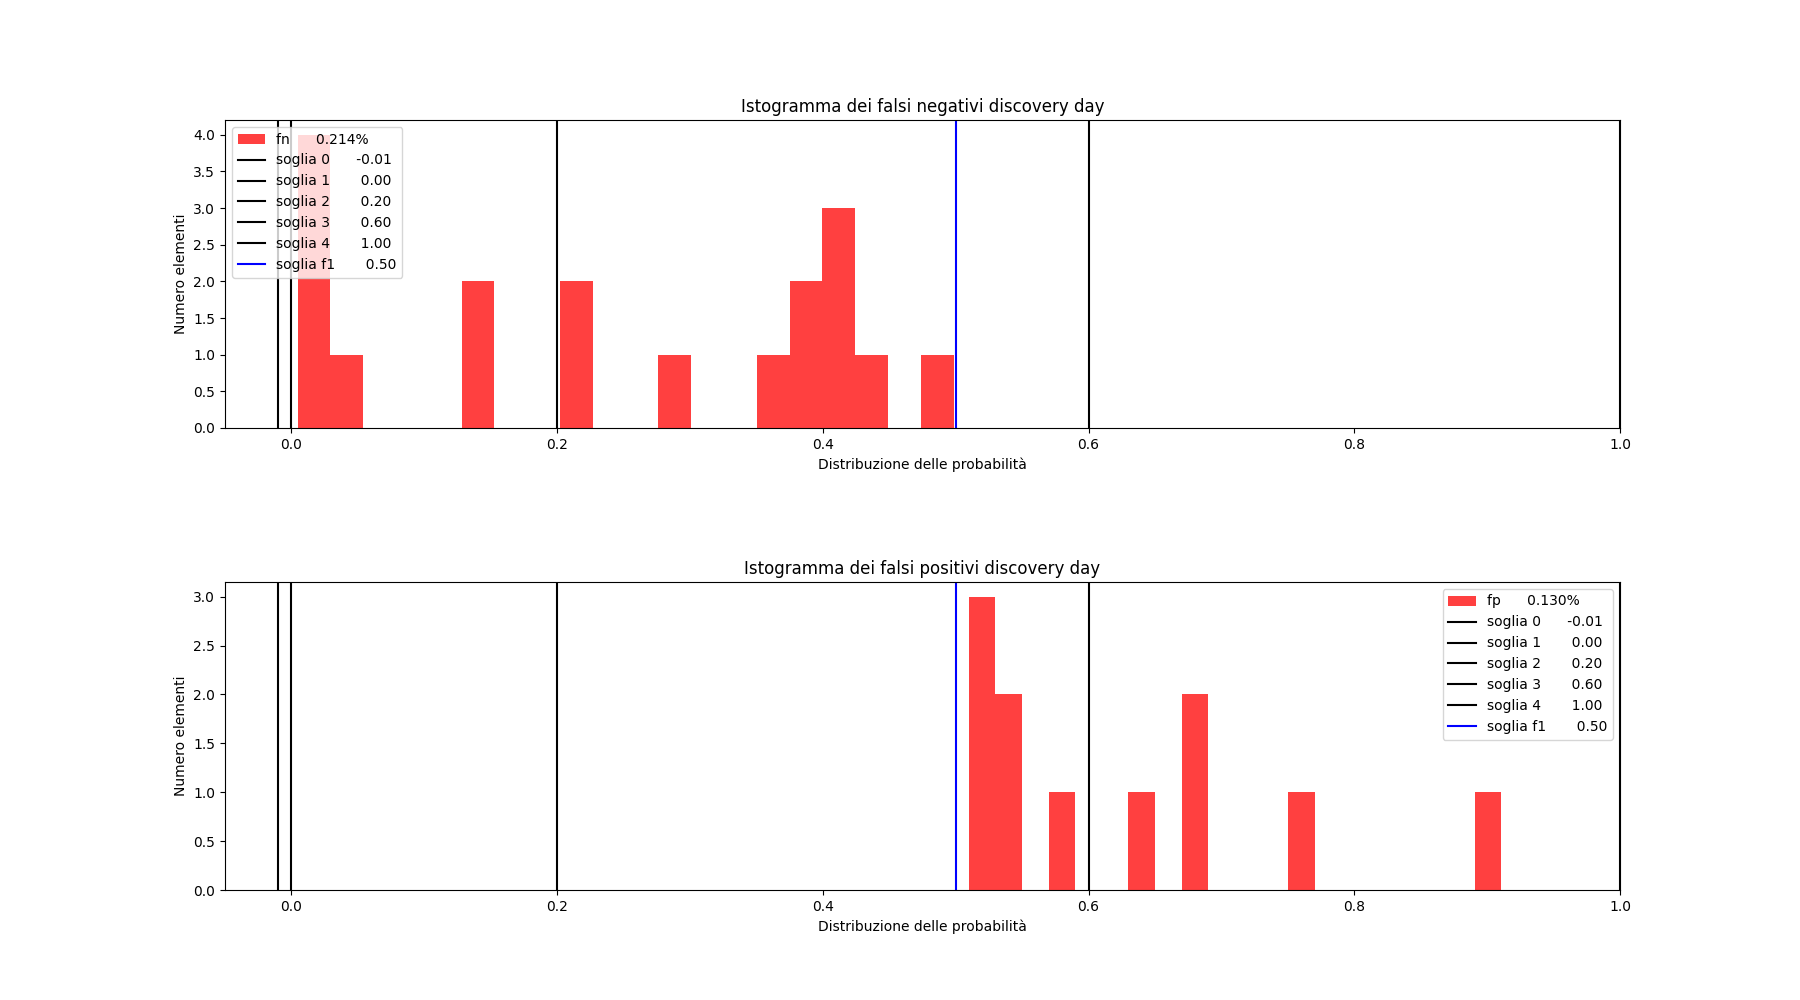 Istogramma dei falsi negativi discovery day
fn 0.214%
soglia 0 -0.01
soglia 1 0.00
soglia 2 0.20
soglia 3 0.60
soglia 4 1.00
soglia f1 0.50
4.0
3.5
3.0
2.5
2.0
1.5
1.0
0.5
0.0
Numero elementi
0.0 0.2 0.4 0.6 0.8 1.0
Distribuzione delle probabilità
Istogramma dei falsi positivi discovery day
fp 0.130%
soglia 0 -0.01
soglia 1 0.00
soglia 2 0.20
soglia 3 0.60
soglia 4 1.00
soglia f1 0.50
3.0
2.5
2.0
1.5
1.0
0.5
0.0
Numero elementi
0.0 0.2 0.4 0.6 0.8 1.0
Distribuzione delle probabilità